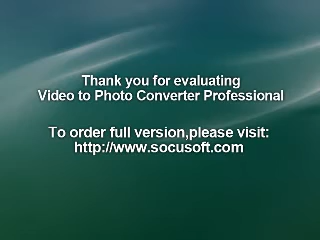 Thank you for evaluating
Video to Photo Converter Professional
To order full version,please visit:
http://www.socusoft.com